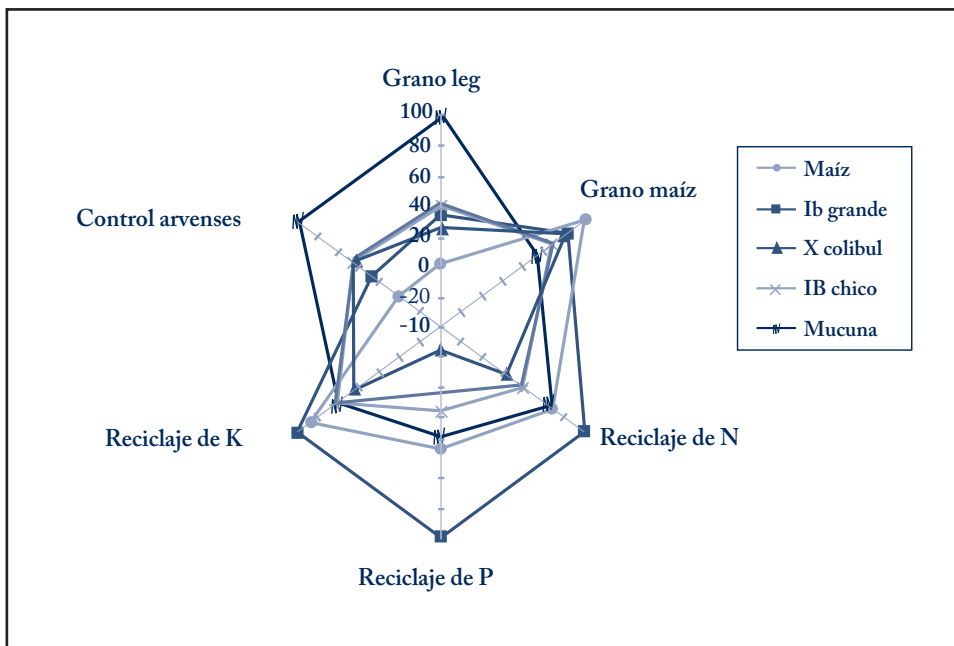 Grano leg
100
80
60
40
20
0
-20
-10
Grano maíz
Control arvenses
Reciclaje de K
Reciclaje de N
Reciclaje de P
Maíz
Ib grande
X colibul
IB chico
Mucuna